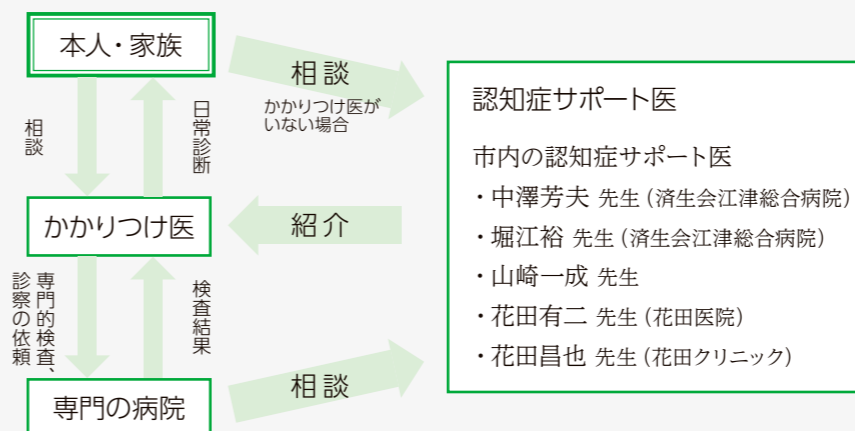 本人・家族
相談
かかりつけ医が
いない場合
相談
日常診断
かかりつけ医
紹介
専門的検査、
診察の依頼
検査結果
専門の病院
相談
認知症サポート医
市内の認知症サポート医
・中澤芳夫 先生（済生会江津総合病院）
・堀江裕 先生（済生会江津総合病院）
・山崎一成 先生
・花田有二 先生（花田医院）
・花田昌也 先生（花田クリニック）